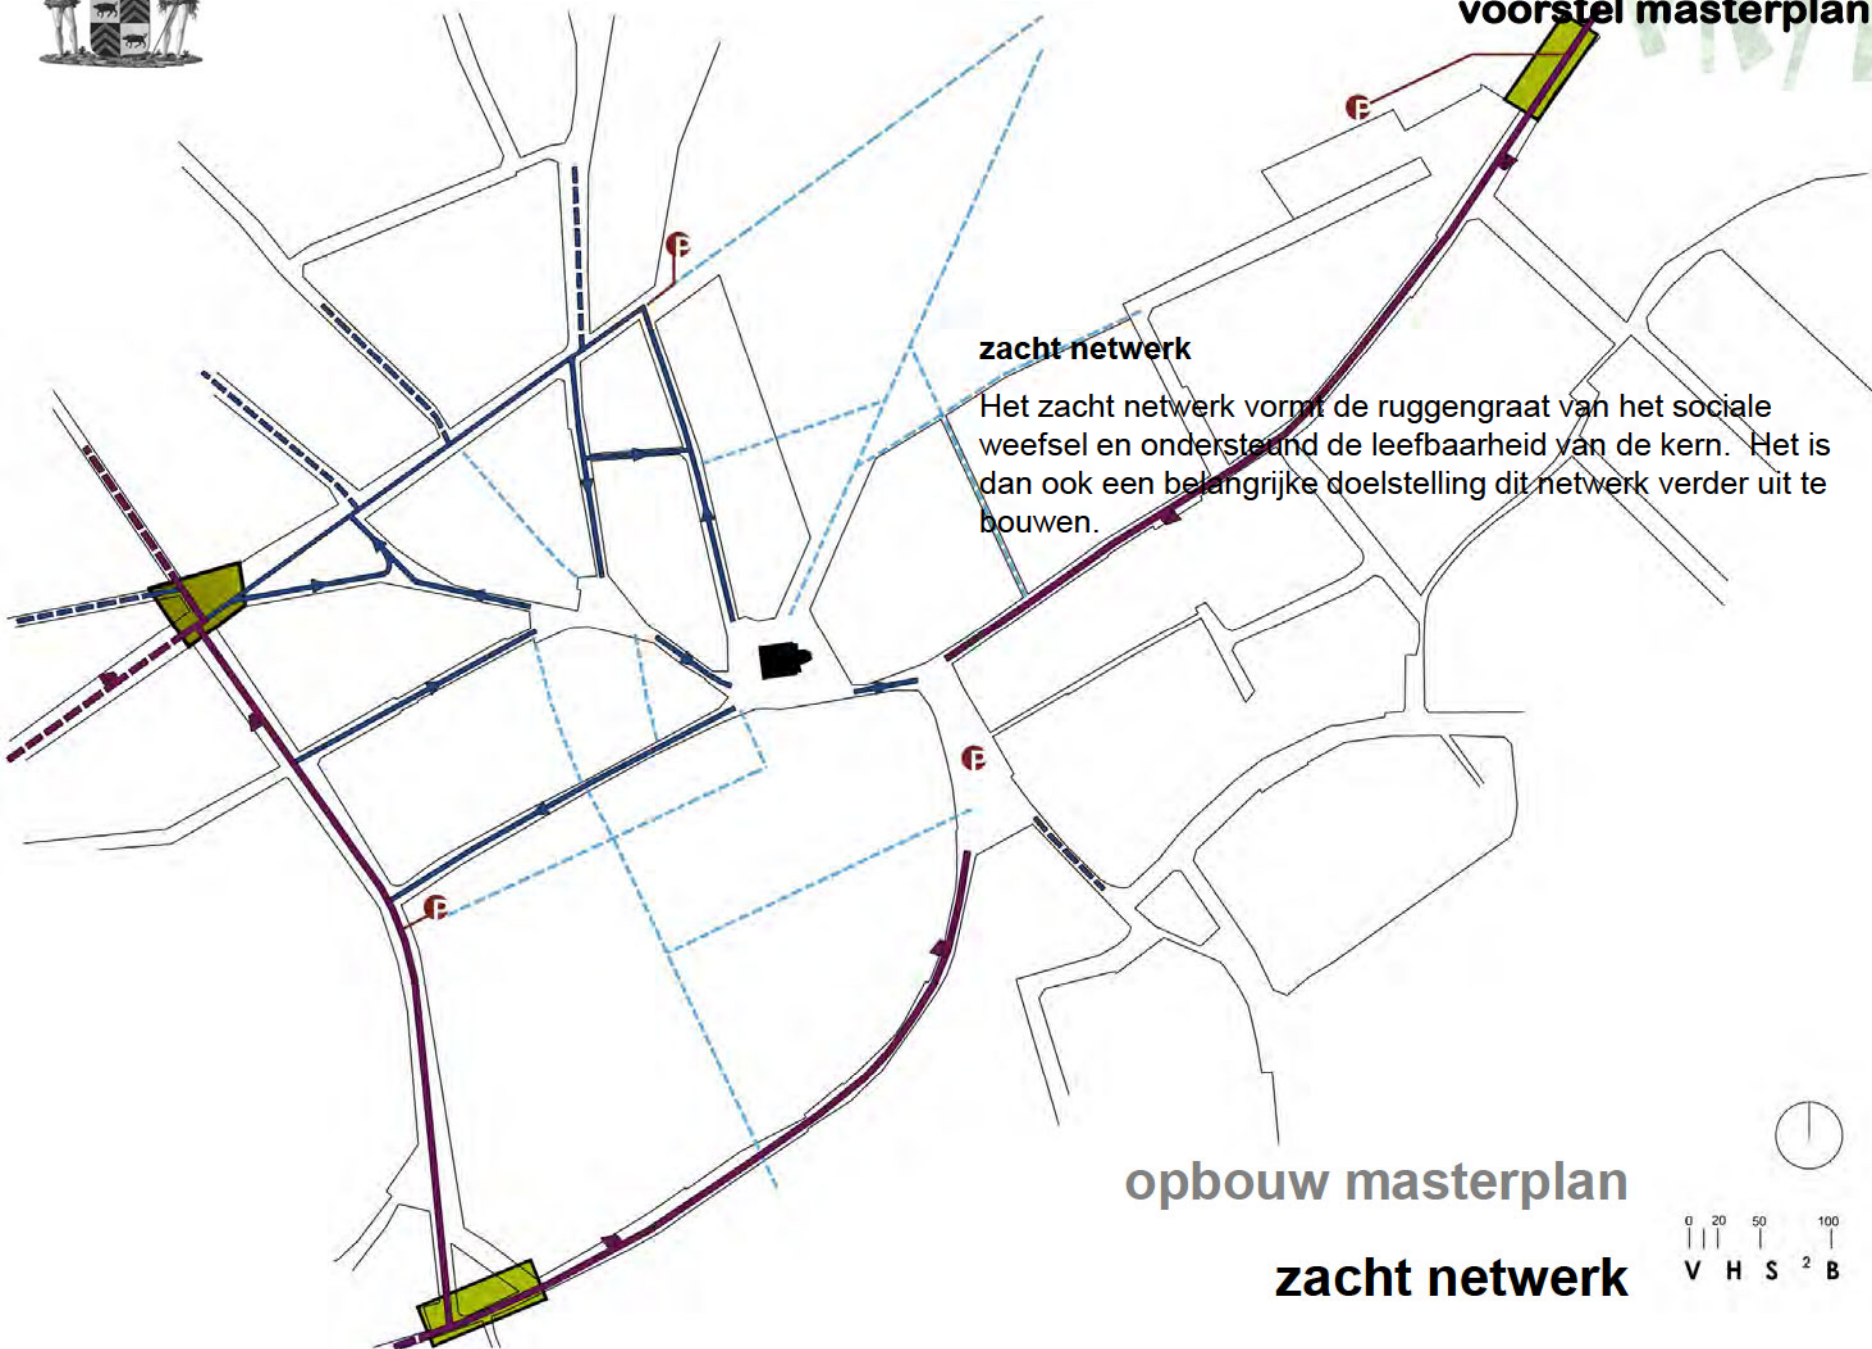 voorstel masterplan
P
P
zacht netwerk
Het zacht netwerk vormt de ruggengraat van het sociale
weefsel en ondersteund de leefbaarheid van de kern.  Het is
dan ook een belangrijke doelstelling dit netwerk verder uit te
bouwen.
P
P
opbouw masterplan
0 20 50 100
zacht netwerk
V H S ² B